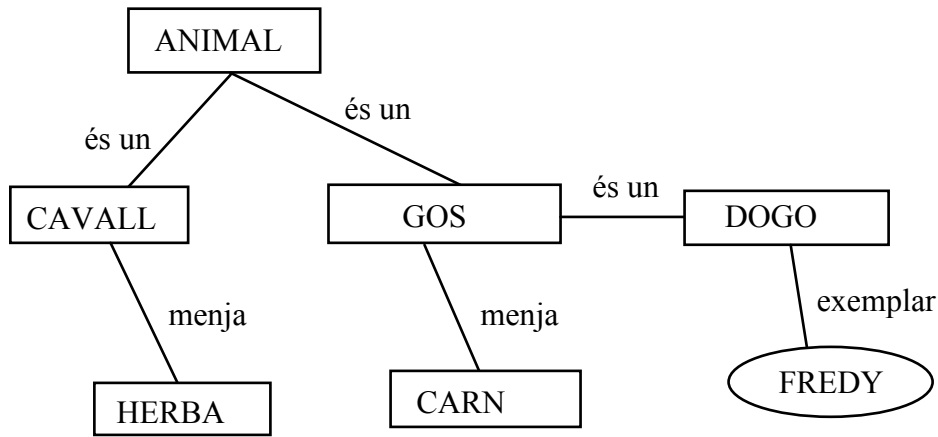 ANIMAL
és un
és un
CAVALL
GOS
és un
DOGO
menja
menja
exemplar
HERBA
CARN
FREDY